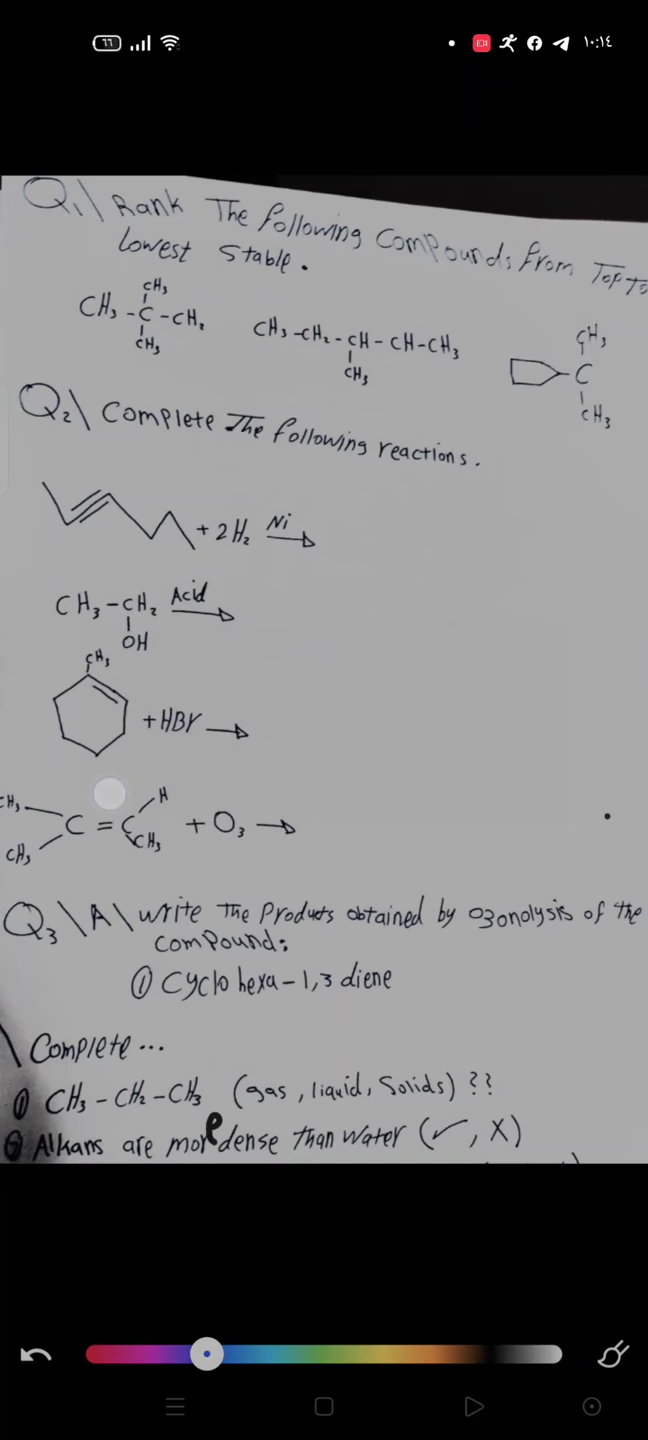 ١٠:١٤
Q₁\ Rank The following Compounds from Top To
lowest stable.
CH₃
CH₃-C-CH₂
CH₃
CH₃-CH₂-CH-CH-CH₃
CH₃
CH₃
C
CH₃
Q₂\ Complete The following reactions.
+ 2H₂ Ni
CH₃-CH₂ Acid
OH
CH₃
+HBr
CH₃ H
C = C + O₃
CH₃ CH₃
Q₃\A\ write The Products obtained by ozonolysis of the
compound:
① Cyclo hexa-1,3 diene
\ Complete...
① CH₃-CH₂-CH₃ (gas, liquid, Solids) ??
② Alkans are more dense than water (✓, X)